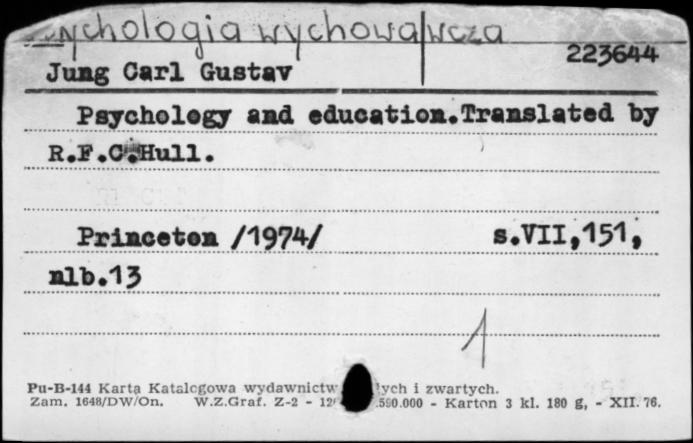 Psychologia wychowawcza
223644
Jung Carl Gustav
Psychology and education.Translated by
R.F.C.Hull.
Princeton /1974/ s.VII,151,
nlb.13
1
Pu-B-144 Karta Katalogowa wydawnictw i zwartych.
Zam. 1648/DW/On. W.Z.Graf. Z-2 - .590.000 - Karton 3 kl. 180 g, - XII. 76.